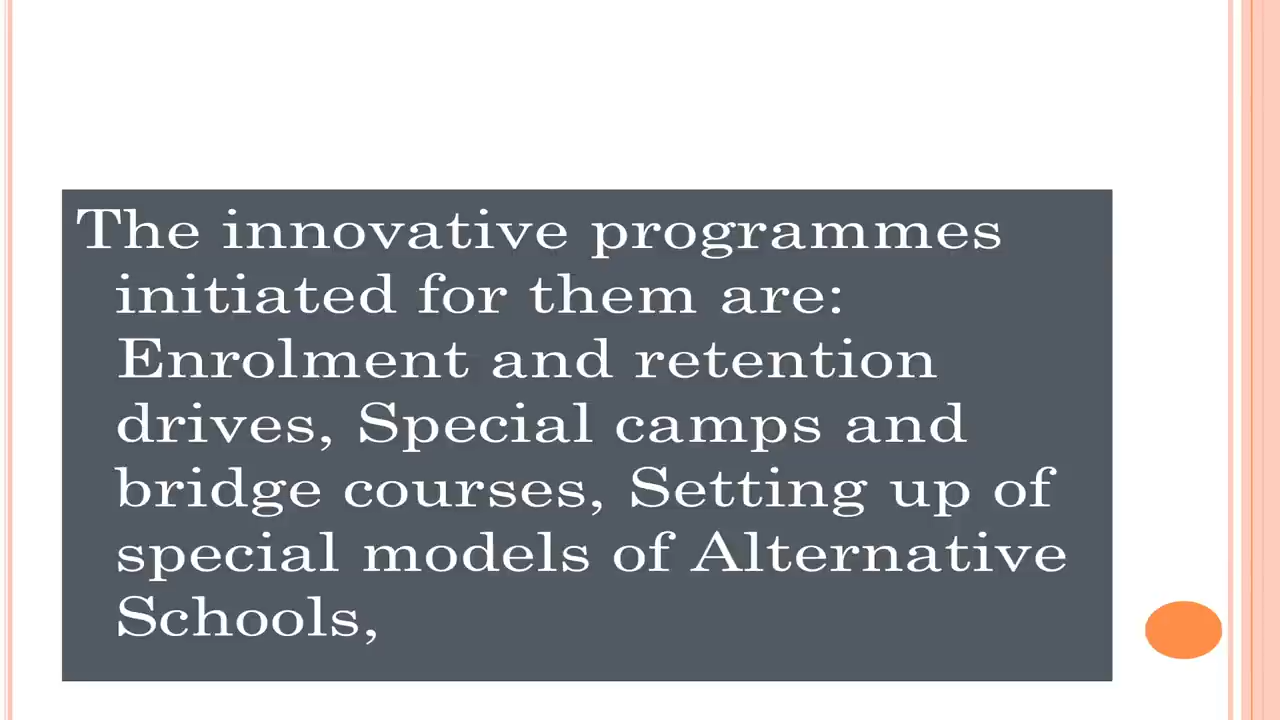 The innovative programmes
initiated for them are:
Enrolment and retention
drives, Special camps and
bridge courses, Setting up of
special models of Alternative
Schools,